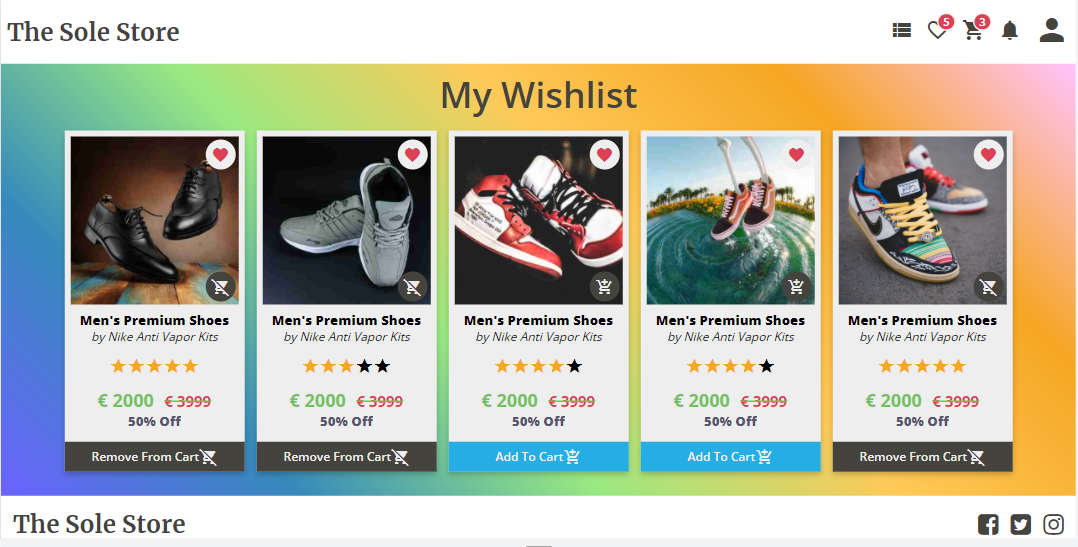 The Sole Store
5
3
My Wishlist
Men's Premium Shoes
by Nike Anti Vapor Kits
€ 2000 € 3999
50% Off
Remove From Cart
Men's Premium Shoes
by Nike Anti Vapor Kits
€ 2000 € 3999
50% Off
Remove From Cart
Men's Premium Shoes
by Nike Anti Vapor Kits
€ 2000 € 3999
50% Off
Add To Cart
Men's Premium Shoes
by Nike Anti Vapor Kits
€ 2000 € 3999
50% Off
Add To Cart
Men's Premium Shoes
by Nike Anti Vapor Kits
€ 2000 € 3999
50% Off
Remove From Cart
The Sole Store